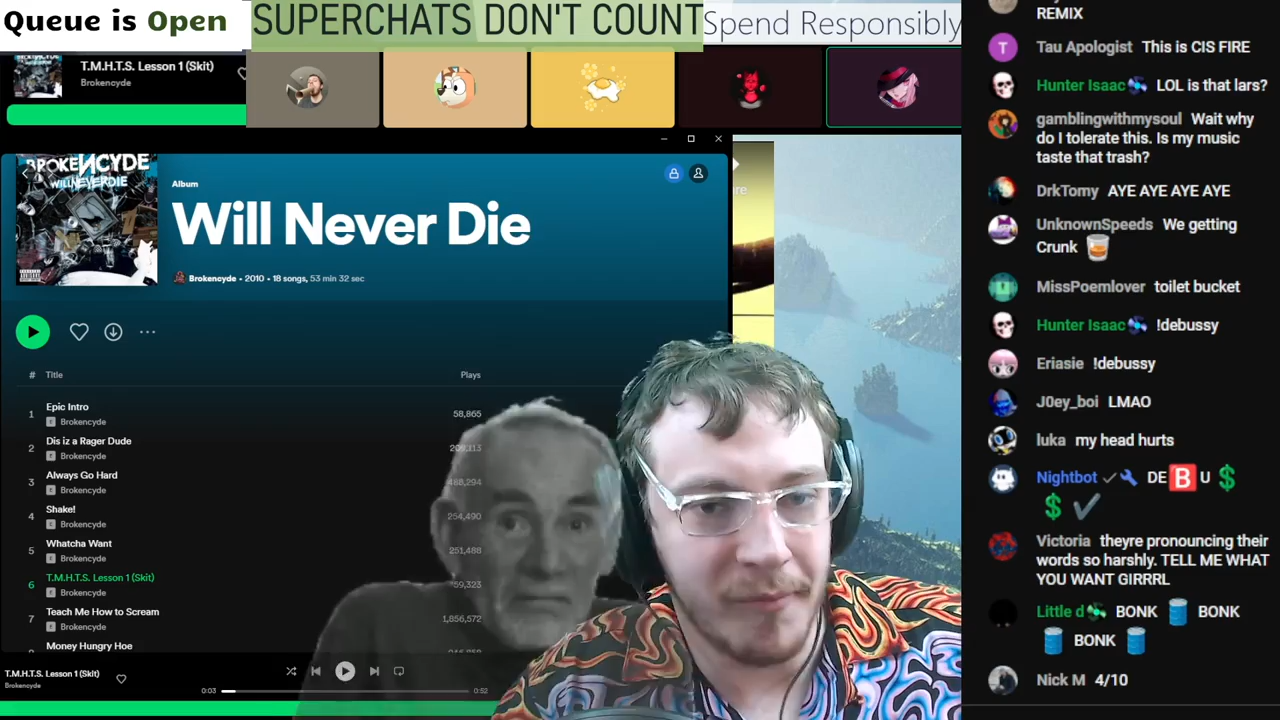 Queue is Open
SUPERCHATS DON'T COUNT
Spend Responsibly
T.M.H.T.S. Lesson 1 (Skit)
Brokencyde
BROKENCYDE
WILL NEVER DIE
Album
Will Never Die
Brokencyde • 2010 • 18 songs, 53 min 32 sec
# Title Plays
1 Epic Intro 58,865
Brokencyde
2 Dis iz a Rager Dude
Brokencyde
3 Always Go Hard 488,294
Brokencyde
4 Shake! 254,490
Brokencyde
5 Whatcha Want 251,488
Brokencyde
6 T.M.H.T.S. Lesson 1 (Skit)
Brokencyde
7 Teach Me How to Scream 1,856,572
Brokencyde
Money Hungry Hoe
T.M.H.T.S. Lesson 1 (Skit)
Brokencyde
0:03 0:52
REMIX
T Tau Apologist This is CIS FIRE
Hunter Isaac LOL is that lars?
gamblingwithmysoul Wait why
do I tolerate this. Is my music
taste that trash?
DrkTomy AYE AYE AYE AYE
UnknownSpeeds We getting
Crunk
MissPoemlover toilet bucket
Hunter Isaac !debussy
Eriasie !debussy
J0ey_boi LMAO
luka my head hurts
Nightbot DE B U $
$ ✔
Victoria theyre pronouncing their
words so harshly. TELL ME WHAT
YOU WANT GIRRRL
Little d BONK BONK
BONK
Nick M 4/10